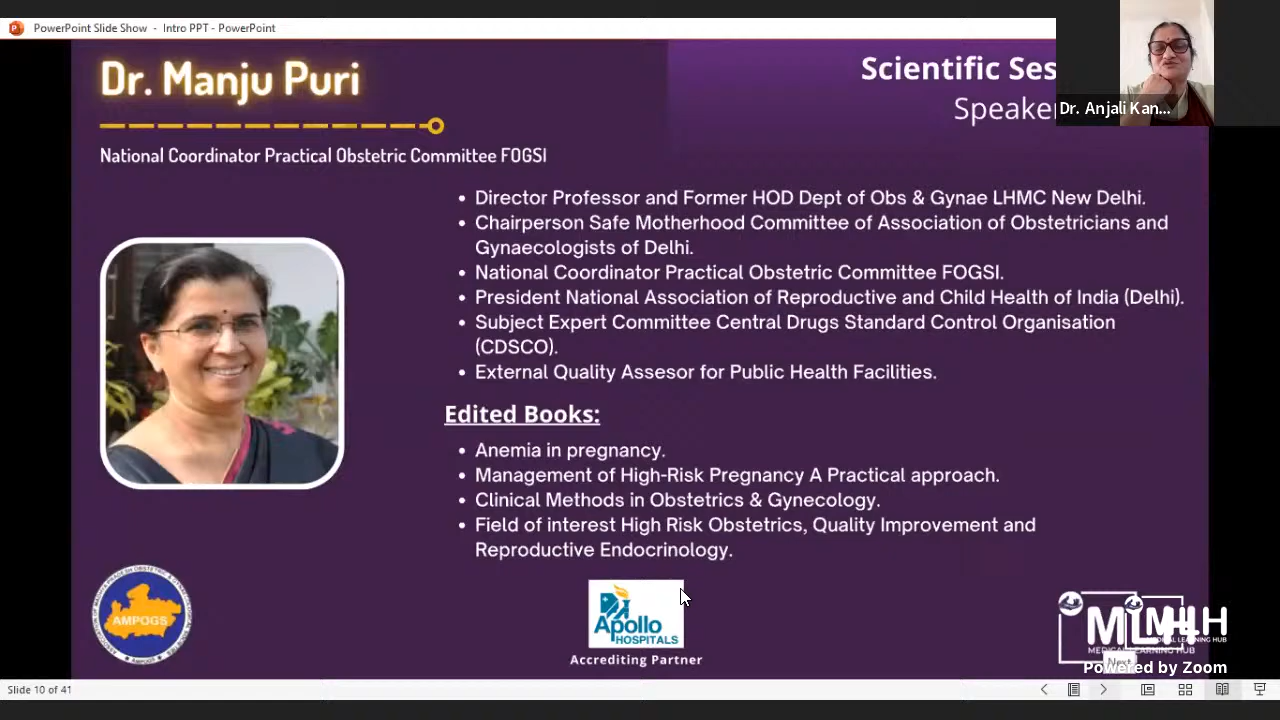 PowerPoint Slide Show - Intro PPT - PowerPoint
Dr. Manju Puri
Scientific Ses
Speake
Dr. Anjali Kan...
National Coordinator Practical Obstetric Committee FOGSI
• Director Professor and Former HOD Dept of Obs & Gynae LHMC New Delhi.
• Chairperson Safe Motherhood Committee of Association of Obstetricians and
Gynaecologists of Delhi.
• National Coordinator Practical Obstetric Committee FOGSI.
• President National Association of Reproductive and Child Health of India (Delhi).
• Subject Expert Committee Central Drugs Standard Control Organisation
(CDSCO).
• External Quality Assesor for Public Health Facilities.
Edited Books:
• Anemia in pregnancy.
• Management of High-Risk Pregnancy A Practical approach.
• Clinical Methods in Obstetrics & Gynecology.
• Field of interest High Risk Obstetrics, Quality Improvement and
Reproductive Endocrinology.
AMPOGS
AMPOGS
Apollo
HOSPITALS
Accrediting Partner
MLH
MEDICAL LEARNING HUB
Next
Powered by Zoom
Slide 10 of 41